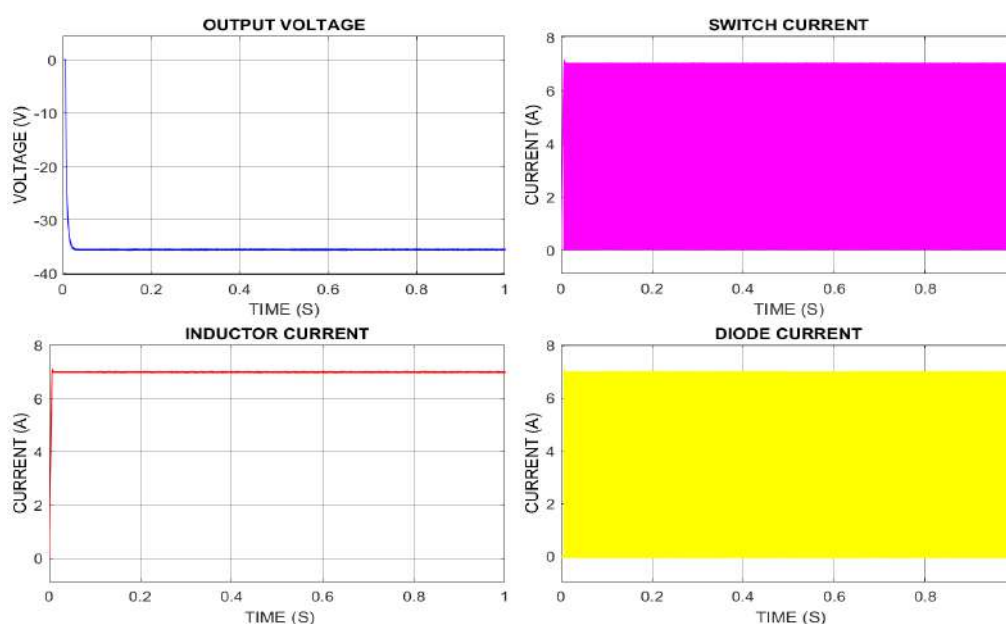 OUTPUT VOLTAGE
VOLTAGE (V)
0
-10
-20
-30
-40
0 0.2 0.4 0.6 0.8 1
TIME (S)
SWITCH CURRENT
CURRENT (A)
8
6
4
2
0
0 0.2 0.4 0.6 0.8
TIME (S)
INDUCTOR CURRENT
CURRENT (A)
8
6
4
2
0
0 0.2 0.4 0.6 0.8 1
TIME (S)
DIODE CURRENT
CURRENT (A)
8
6
4
2
0
0 0.2 0.4 0.6 0.8
TIME (S)